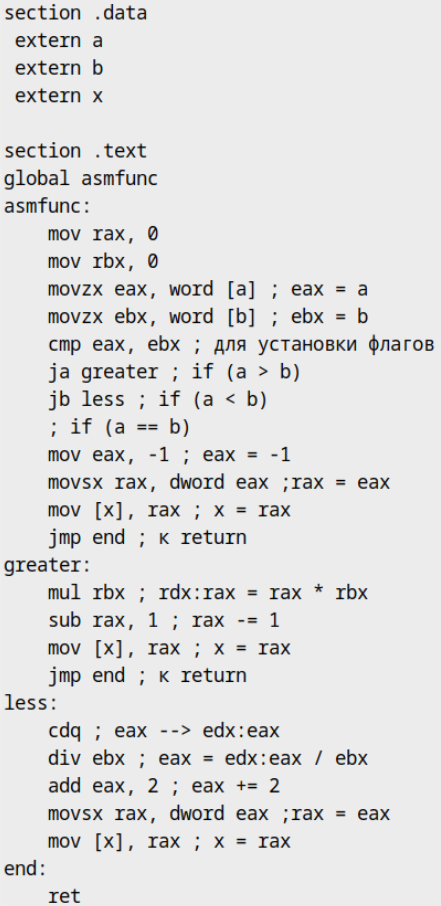 section .data
 extern a
 extern b
 extern x

section .text
global asmfunc
asmfunc:
    mov rax, 0
    mov rbx, 0
    movzx eax, word [a] ; eax = a
    movzx ebx, word [b] ; ebx = b
    cmp eax, ebx ; для установки флагов
    ja greater ; if (a > b)
    jb less ; if (a < b)
    ; if (a == b)
    mov eax, -1 ; eax = -1
    movsx rax, dword eax ;rax = eax
    mov [x], rax ; x = rax
    jmp end ; к return
greater:
    mul rbx ; rdx:rax = rax * rbx
    sub rax, 1 ; rax -= 1
    mov [x], rax ; x = rax
    jmp end ; к return
less:
    cdq ; eax --> edx:eax
    div ebx ; eax = edx:eax / ebx
    add eax, 2 ; eax += 2
    movsx rax, dword eax ;rax = eax
    mov [x], rax ; x = rax
end:
    ret